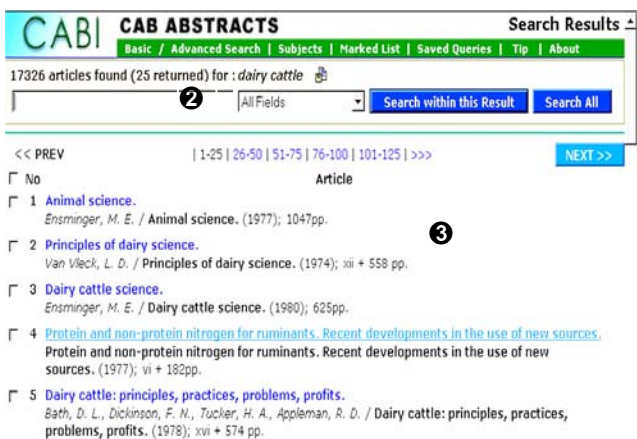 CABI CAB ABSTRACTS Search Results
Basic / Advanced Search | Subjects | Marked List | Saved Queries | Tip | About
17326 articles found (25 returned) for : dairy cattle
❷ All Fields Search within this Result Search All
<< PREV | 1-25 | 26-50 | 51-75 | 76-100 | 101-125 | >>> NEXT >>
No Article
1 Animal science.
Ensminger, M. E. / Animal science. (1977); 1047pp.
❸
2 Principles of dairy science.
Van Vleck, L. D. / Principles of dairy science. (1974); xii + 558 pp.
3 Dairy cattle science.
Ensminger, M. E. / Dairy cattle science. (1980); 625pp.
4 Protein and non-protein nitrogen for ruminants. Recent developments in the use of new sources.
Protein and non-protein nitrogen for ruminants. Recent developments in the use of new
sources. (1977); vi + 182pp.
5 Dairy cattle: principles, practices, problems, profits.
Bath, D. L., Dickinson, F. N., Tucker, H. A., Appleman, R. D. / Dairy cattle: principles, practices,
problems, profits. (1978); xvi + 574 pp.